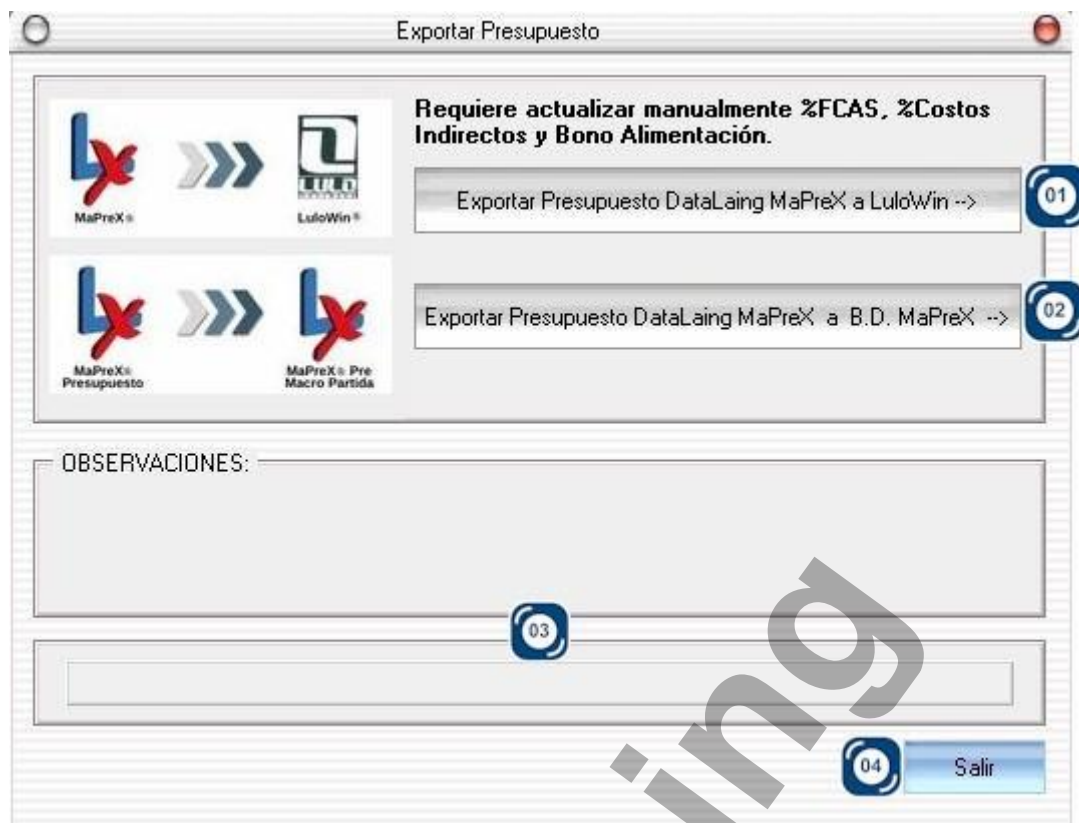 Exportar Presupuesto
Requiere actualizar manualmente %FCAS, %Costos
Indirectos y Bono Alimentación.
MaPreX®
LuloWin®
Exportar Presupuesto DataLaing MaPreX a LuloWin -->
01
MaPreX®
Presupuesto
MaPreX® Pre
Macro Partida
Exportar Presupuesto DataLaing MaPreX a B.D. MaPreX -->
02
OBSERVACIONES:
03
04
Salir
ing